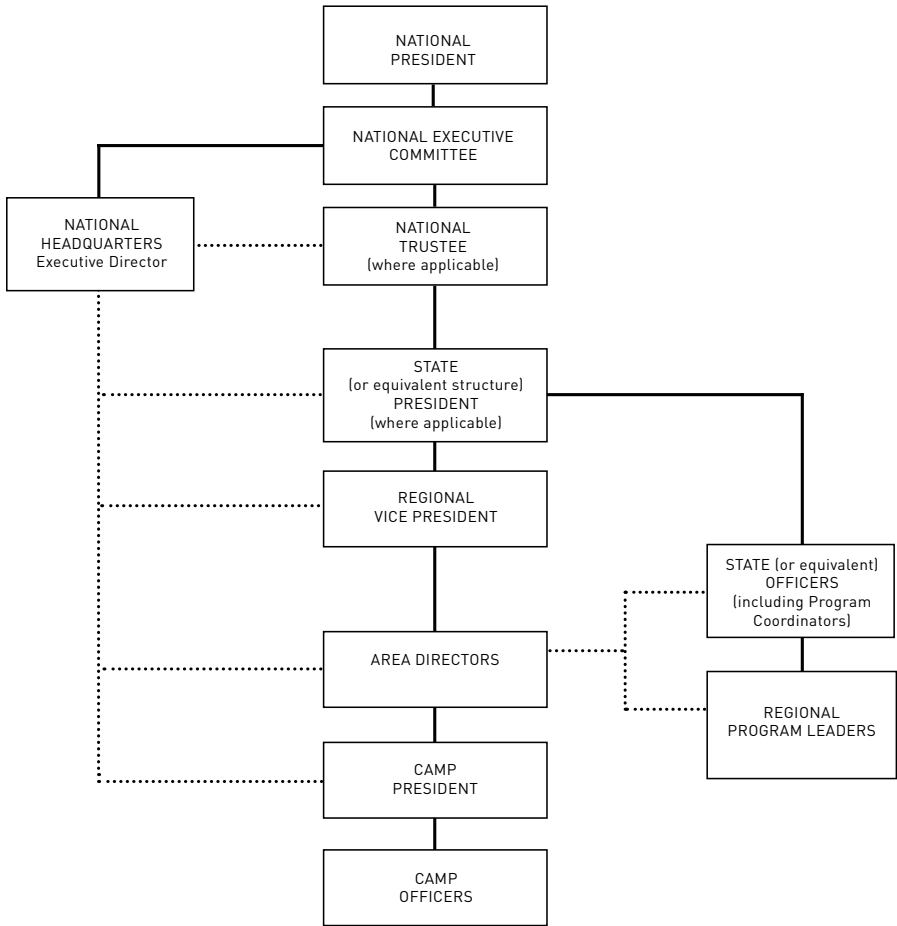 NATIONAL
PRESIDENT
NATIONAL EXECUTIVE
COMMITTEE
NATIONAL
HEADQUARTERS
Executive Director
NATIONAL
TRUSTEE
(where applicable)
STATE
(or equivalent structure)
PRESIDENT
(where applicable)
REGIONAL
VICE PRESIDENT
STATE (or equivalent)
OFFICERS
(including Program
Coordinators)
AREA DIRECTORS
REGIONAL
PROGRAM LEADERS
CAMP
PRESIDENT
CAMP
OFFICERS